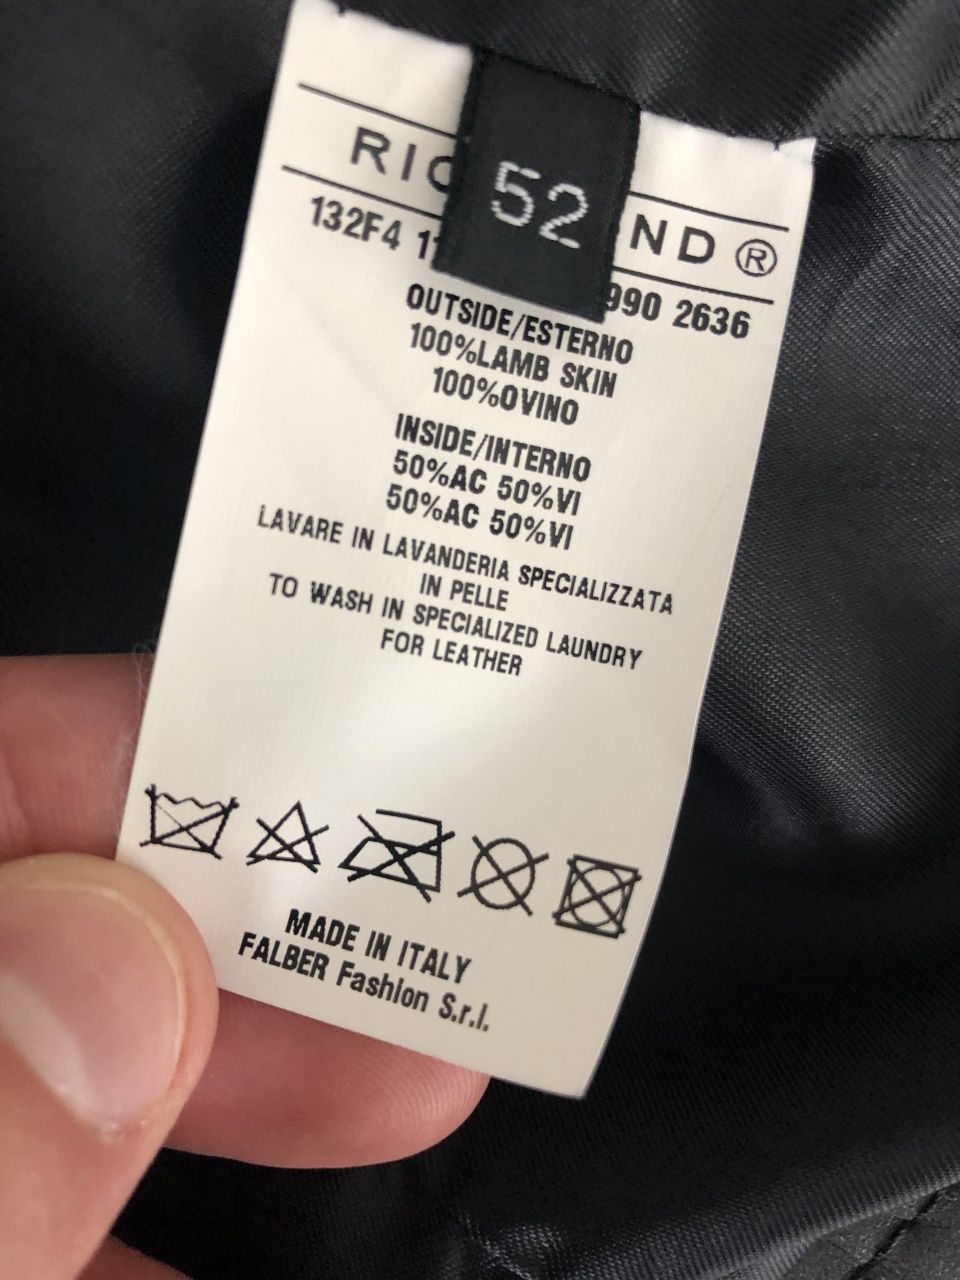 RIC ND®
52
132F4 11 990 2636
OUTSIDE/ESTERNO
100%LAMB SKIN
100%OVINO
INSIDE/INTERNO
50%AC 50%VI
50%AC 50%VI
LAVARE IN LAVANDERIA SPECIALIZZATA
IN PELLE
TO WASH IN SPECIALIZED LAUNDRY
FOR LEATHER
MADE IN ITALY
FALBER Fashion S.r.l.